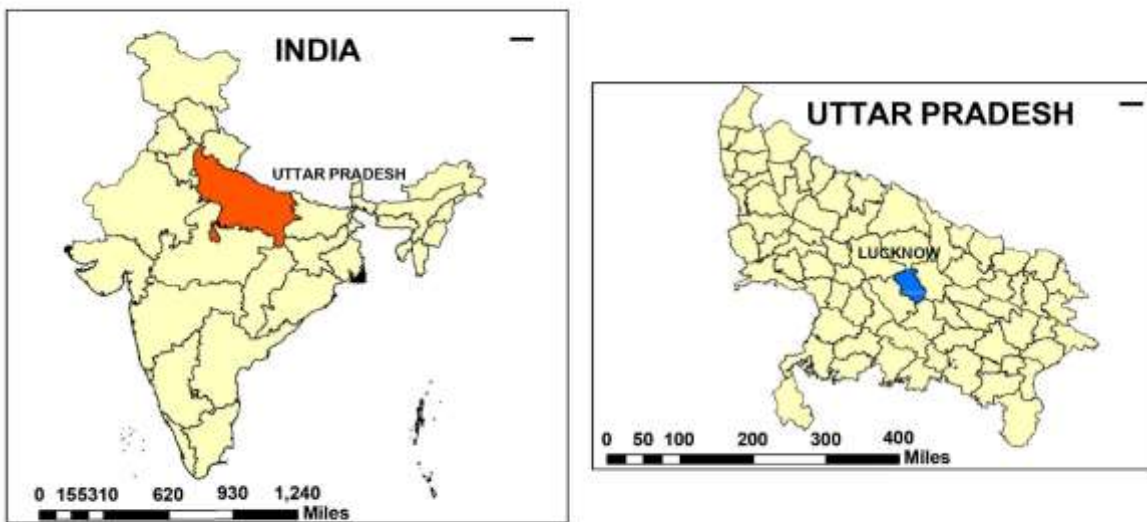 INDIA
UTTAR PRADESH
0 155310 620 930 1,240
Miles
UTTAR PRADESH
LUCKNOW
0 50 100 200 300 400
Miles